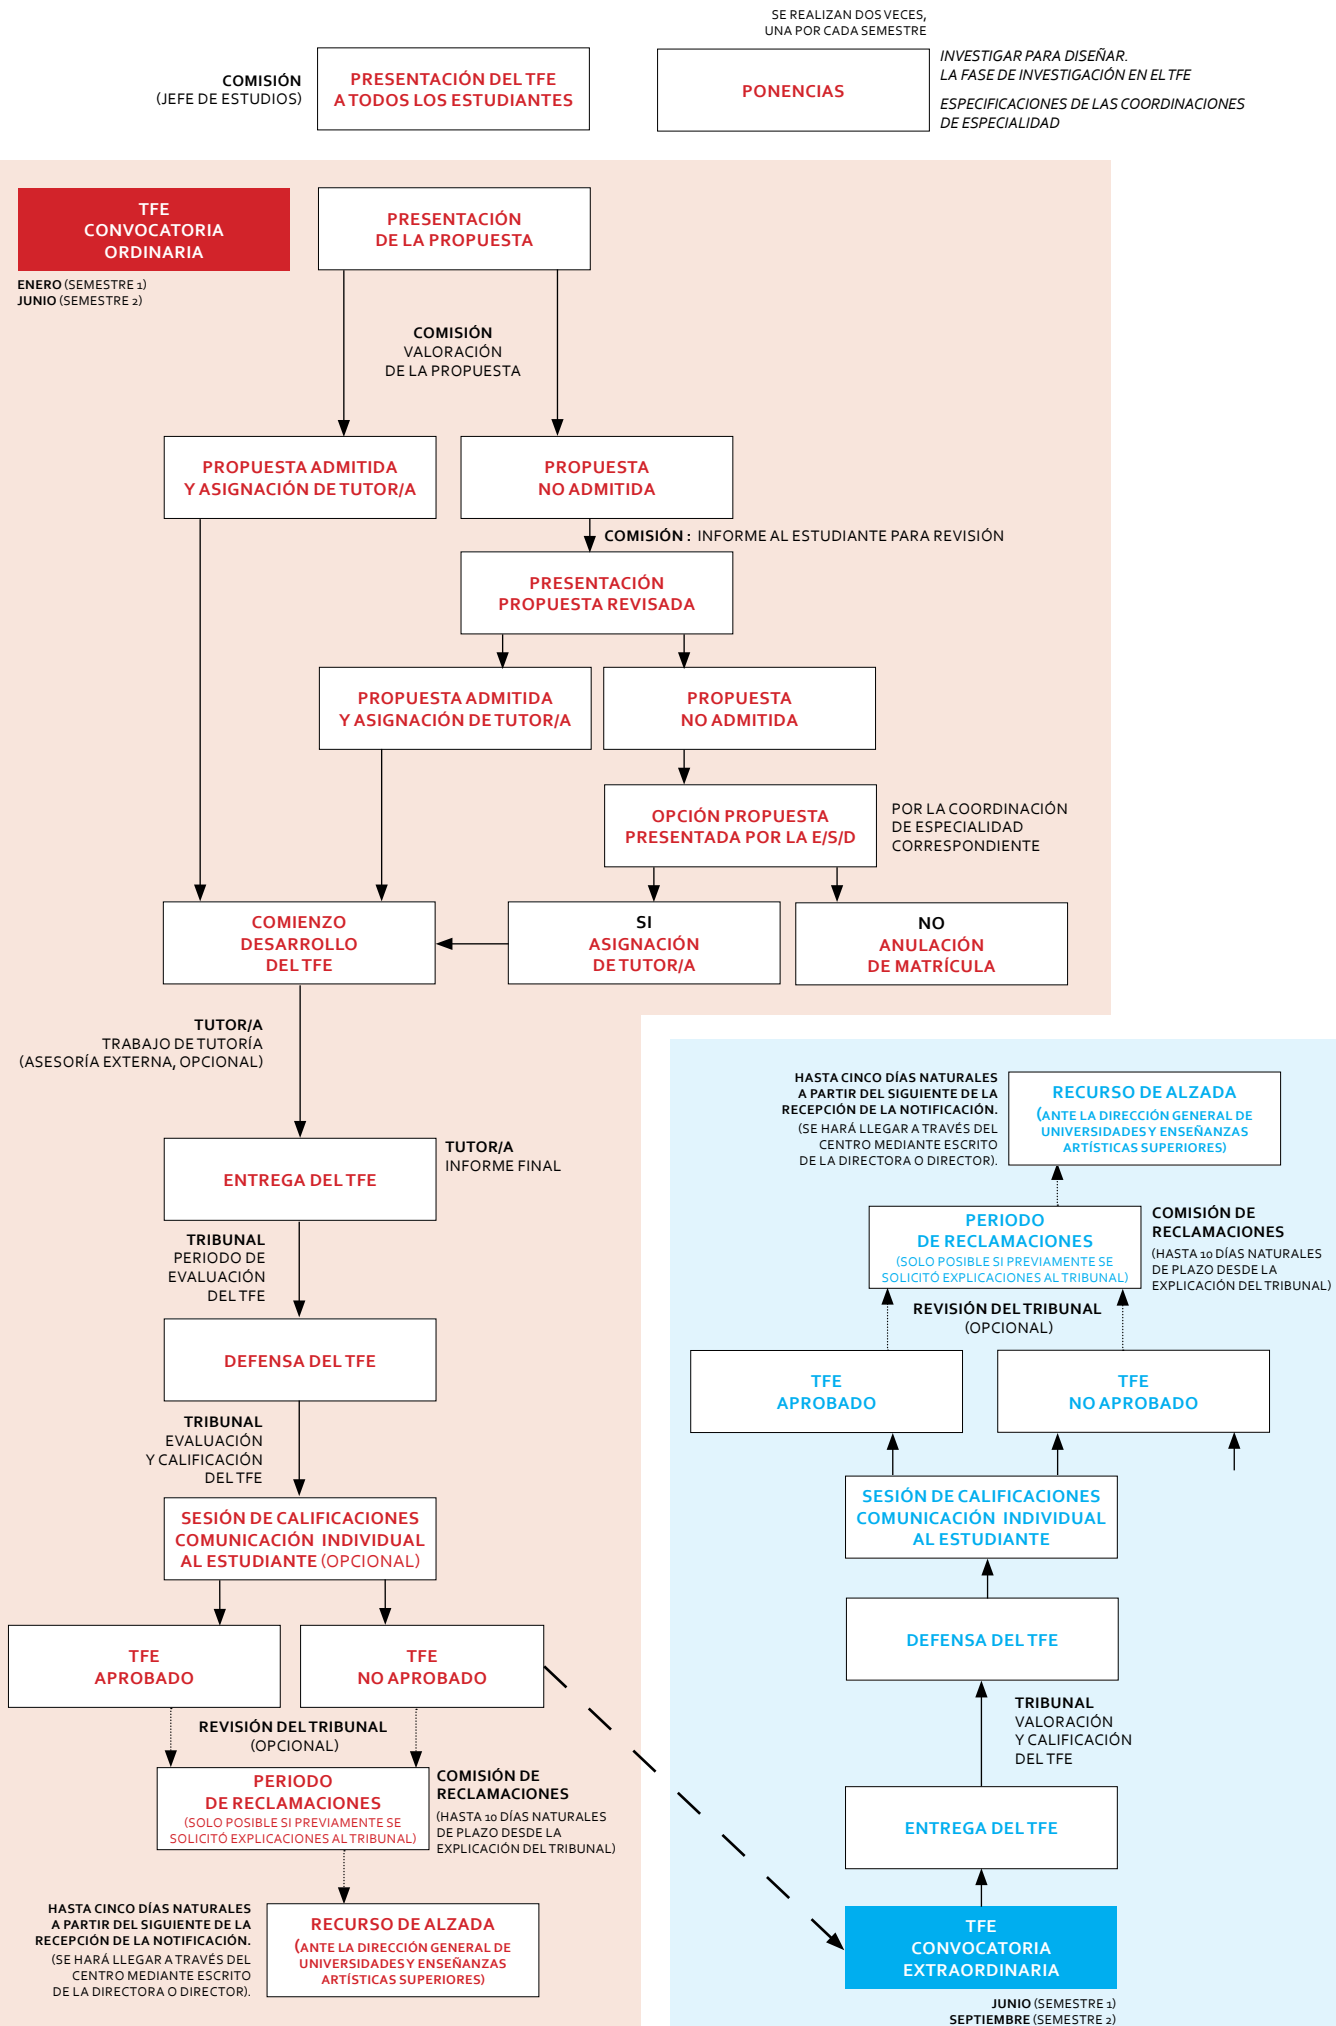 SE REALIZAN DOS VECES,
UNA POR CADA SEMESTRE
COMISIÓN
(JEFE DE ESTUDIOS)
PRESENTACIÓN DEL TFE
A TODOS LOS ESTUDIANTES
PONENCIAS
INVESTIGAR PARA DISEÑAR.
LA FASE DE INVESTIGACIÓN EN EL TFE
ESPECIFICACIONES DE LAS COORDINACIONES
DE ESPECIALIDAD
TFE
CONVOCATORIA
ORDINARIA
ENERO (SEMESTRE 1)
JUNIO (SEMESTRE 2)
PRESENTACIÓN
DE LA PROPUESTA
COMISIÓN
VALORACIÓN
DE LA PROPUESTA
PROPUESTA ADMITIDA
Y ASIGNACIÓN DE TUTOR/A
PROPUESTA
NO ADMITIDA
COMISIÓN : INFORME AL ESTUDIANTE PARA REVISIÓN
PRESENTACIÓN
PROPUESTA REVISADA
PROPUESTA ADMITIDA
Y ASIGNACIÓN DE TUTOR/A
PROPUESTA
NO ADMITIDA
OPCIÓN PROPUESTA
PRESENTADA POR LA E/S/D
POR LA COORDINACIÓN
DE ESPECIALIDAD
CORRESPONDIENTE
COMIENZO
DESARROLLO
DEL TFE
SI
ASIGNACIÓN
DE TUTOR/A
NO
ANULACIÓN
DE MATRÍCULA
TUTOR/A
TRABAJO DE TUTORÍA
(ASESORÍA EXTERNA, OPCIONAL)
ENTREGA DEL TFE
TUTOR/A
INFORME FINAL
TRIBUNAL
PERIODO DE
EVALUACIÓN
DEL TFE
DEFENSA DEL TFE
TRIBUNAL
EVALUACIÓN
Y CALIFICACIÓN
DEL TFE
SESIÓN DE CALIFICACIONES
COMUNICACIÓN INDIVIDUAL
AL ESTUDIANTE (OPCIONAL)
TFE
APROBADO
TFE
NO APROBADO
REVISIÓN DEL TRIBUNAL
(OPCIONAL)
PERIODO
DE RECLAMACIONES
(SOLO POSIBLE SI PREVIAMENTE SE
SOLICITÓ EXPLICACIONES AL TRIBUNAL)
COMISIÓN DE
RECLAMACIONES
(HASTA 10 DÍAS NATURALES
DE PLAZO DESDE LA
EXPLICACIÓN DEL TRIBUNAL)
HASTA CINCO DÍAS NATURALES
A PARTIR DEL SIGUIENTE DE LA
RECEPCIÓN DE LA NOTIFICACIÓN.
(SE HARÁ LLEGAR A TRAVÉS DEL
CENTRO MEDIANTE ESCRITO
DE LA DIRECTORA O DIRECTOR).
RECURSO DE ALZADA
(ANTE LA DIRECCIÓN GENERAL DE
UNIVERSIDADES Y ENSEÑANZAS
ARTÍSTICAS SUPERIORES)
HASTA CINCO DÍAS NATURALES
A PARTIR DEL SIGUIENTE DE LA
RECEPCIÓN DE LA NOTIFICACIÓN.
(SE HARÁ LLEGAR A TRAVÉS DEL
CENTRO MEDIANTE ESCRITO
DE LA DIRECTORA O DIRECTOR).
RECURSO DE ALZADA
(ANTE LA DIRECCIÓN GENERAL DE
UNIVERSIDADES Y ENSEÑANZAS
ARTÍSTICAS SUPERIORES)
PERIODO
DE RECLAMACIONES
(SOLO POSIBLE SI PREVIAMENTE SE
SOLICITÓ EXPLICACIONES AL TRIBUNAL)
COMISIÓN DE
RECLAMACIONES
(HASTA 10 DÍAS NATURALES
DE PLAZO DESDE LA
EXPLICACIÓN DEL TRIBUNAL)
REVISIÓN DEL TRIBUNAL
(OPCIONAL)
TFE
APROBADO
TFE
NO APROBADO
SESIÓN DE CALIFICACIONES
COMUNICACIÓN INDIVIDUAL
AL ESTUDIANTE
DEFENSA DEL TFE
TRIBUNAL
VALORACIÓN
Y CALIFICACIÓN
DEL TFE
ENTREGA DEL TFE
TFE
CONVOCATORIA
EXTRAORDINARIA
JUNIO (SEMESTRE 1)
SEPTIEMBRE (SEMESTRE 2)